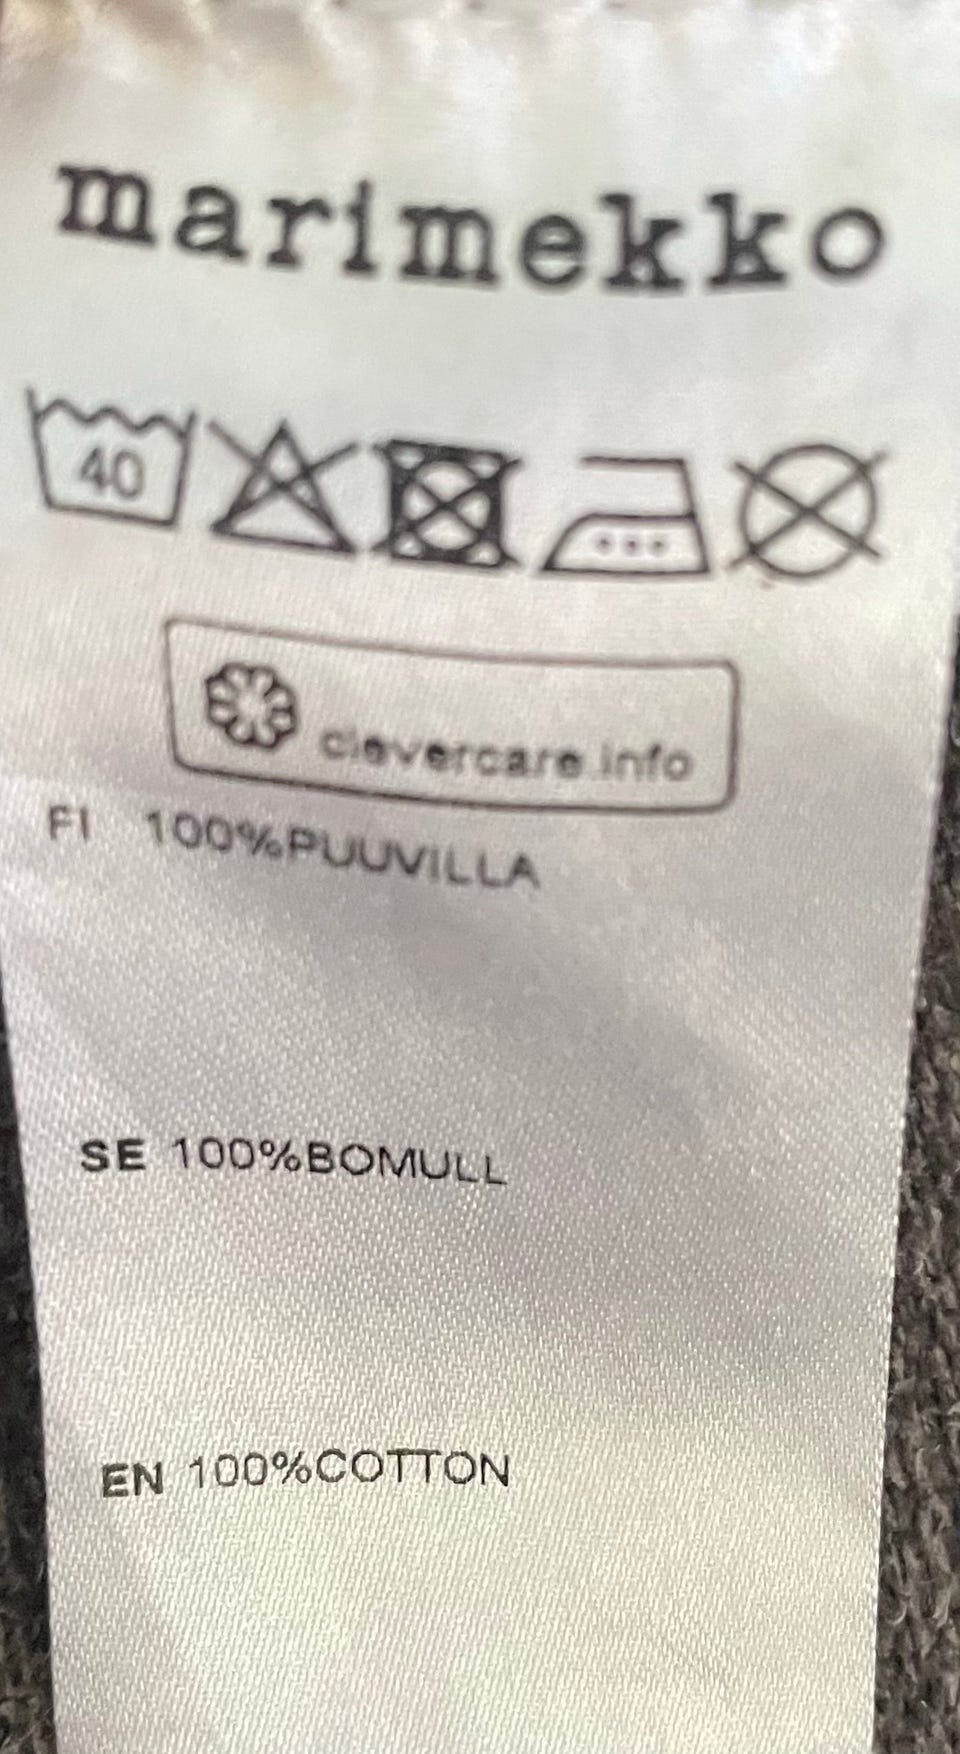 marimekko
40
clevercare.info
FI 100%PUUVILLA
SE 100%BOMULL
EN 100%COTTON